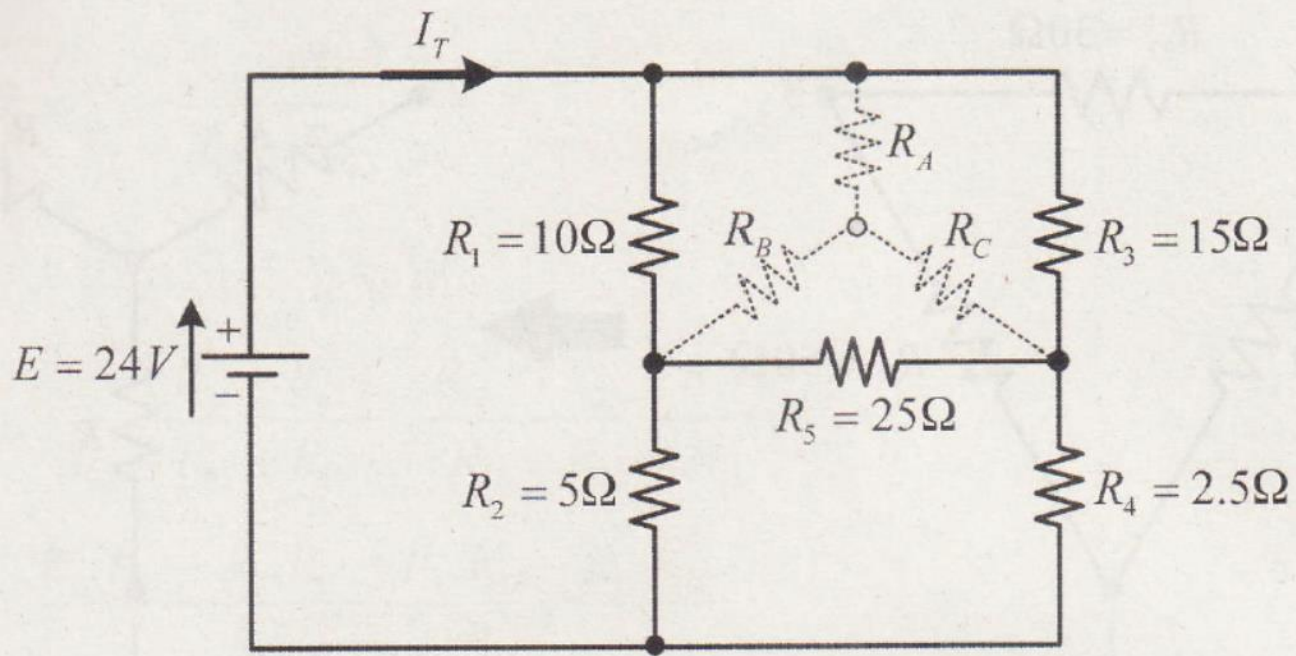 I_T
R_A
R_B R_C
R_1 = 10Ω
R_3 = 15Ω
E = 24V
+
−
R_5 = 25Ω
R_2 = 5Ω
R_4 = 2.5Ω